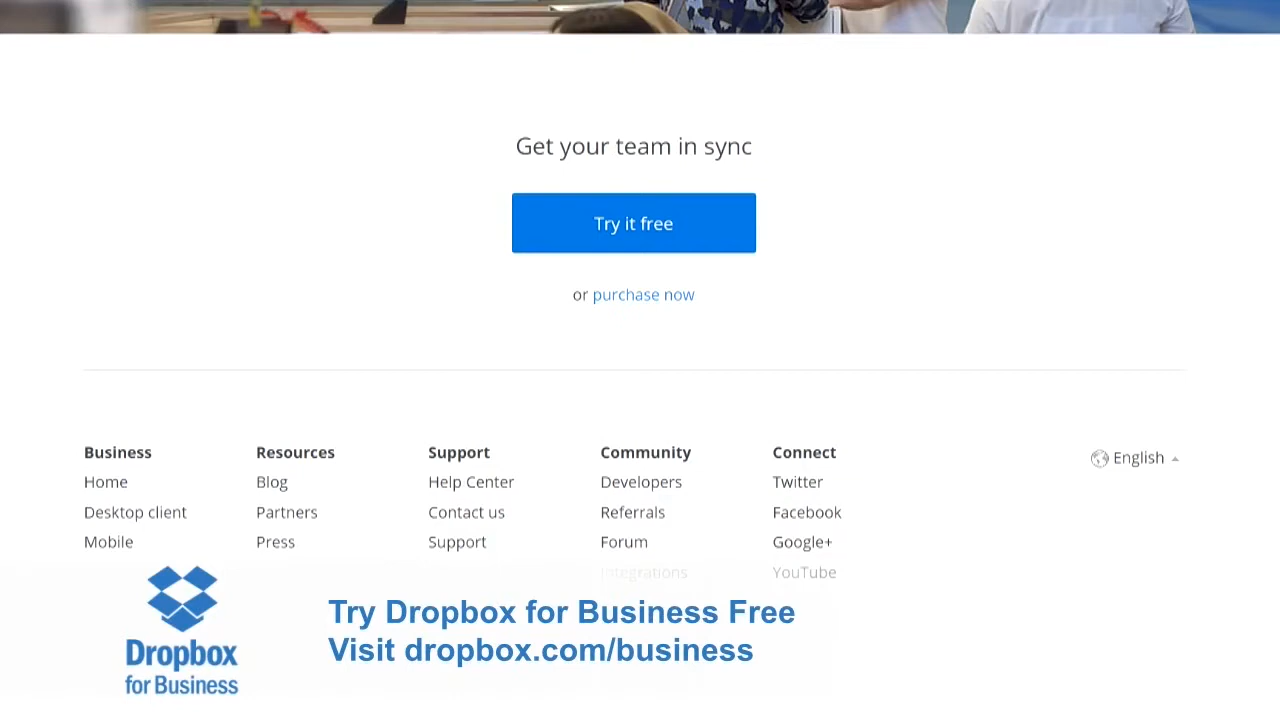 Get your team in sync
Try it free
or purchase now
Business
Home
Desktop client
Mobile
Resources
Blog
Partners
Press
Support
Help Center
Contact us
Support
Community
Developers
Referrals
Forum
Integrations
Connect
Twitter
Facebook
Google+
YouTube
English
Dropbox
for Business
Try Dropbox for Business Free
Visit dropbox.com/business